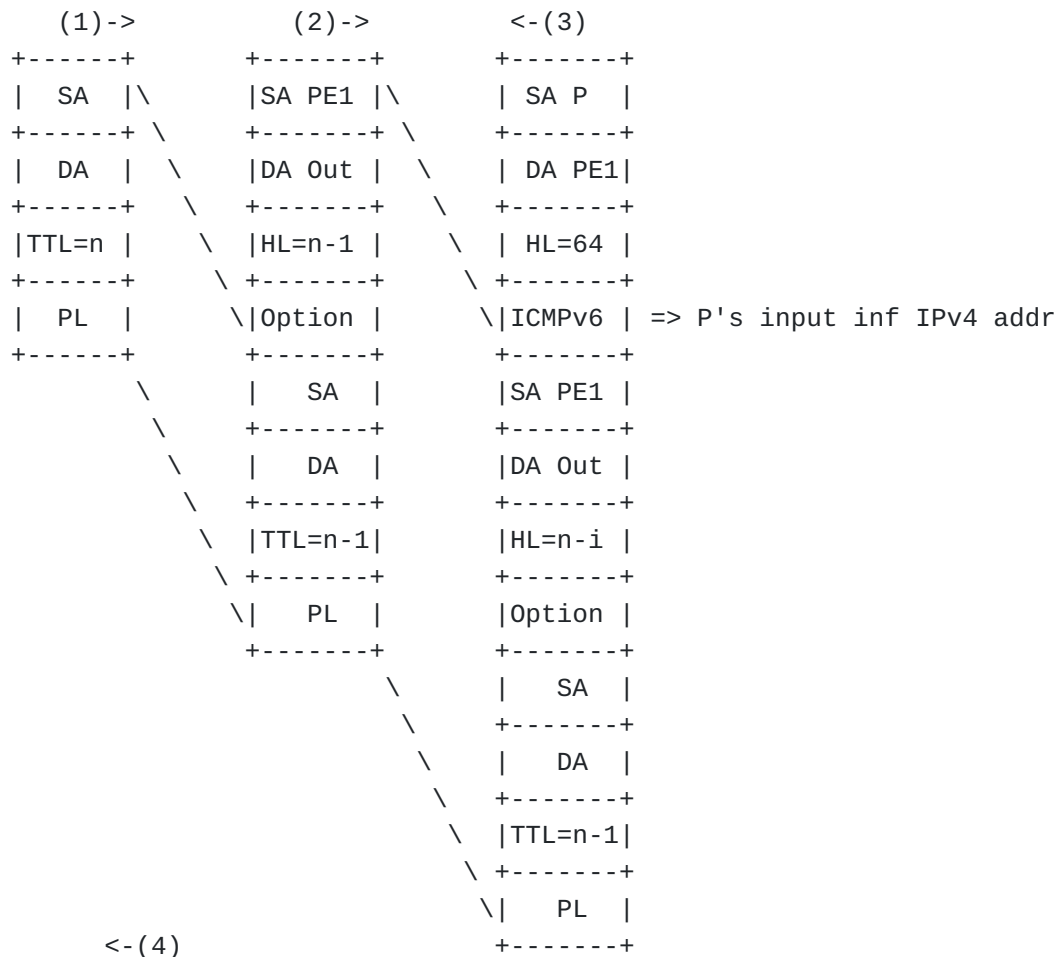 (1)-> (2)-> <-(3)
+------+ +-------+ +-------+
| SA |\ |SA PE1 |\ | SA P |
+------+ \ +-------+ \ +-------+
| DA | \ |DA Out | \ | DA PE1|
+------+ \ +-------+ \ +-------+
|TTL=n | \ |HL=n-1 | \ | HL=64 |
+------+ \ +-------+ \ +-------+
| PL | \|Option | \|ICMPv6 | => P's input inf IPv4 addr
+------+ +-------+ +-------+
\ | SA | |SA PE1 |
\ +-------+ +-------+
\ | DA | |DA Out |
\ +-------+ +-------+
\ |TTL=n-1| |HL=n-i |
\ +-------+ +-------+
\| PL | |Option |
+-------+ +-------+
\ | SA |
\ +-------+
\ | DA |
\ +-------+
\ |TTL=n-1|
\ +-------+
\| PL |
<-(4) +-------+